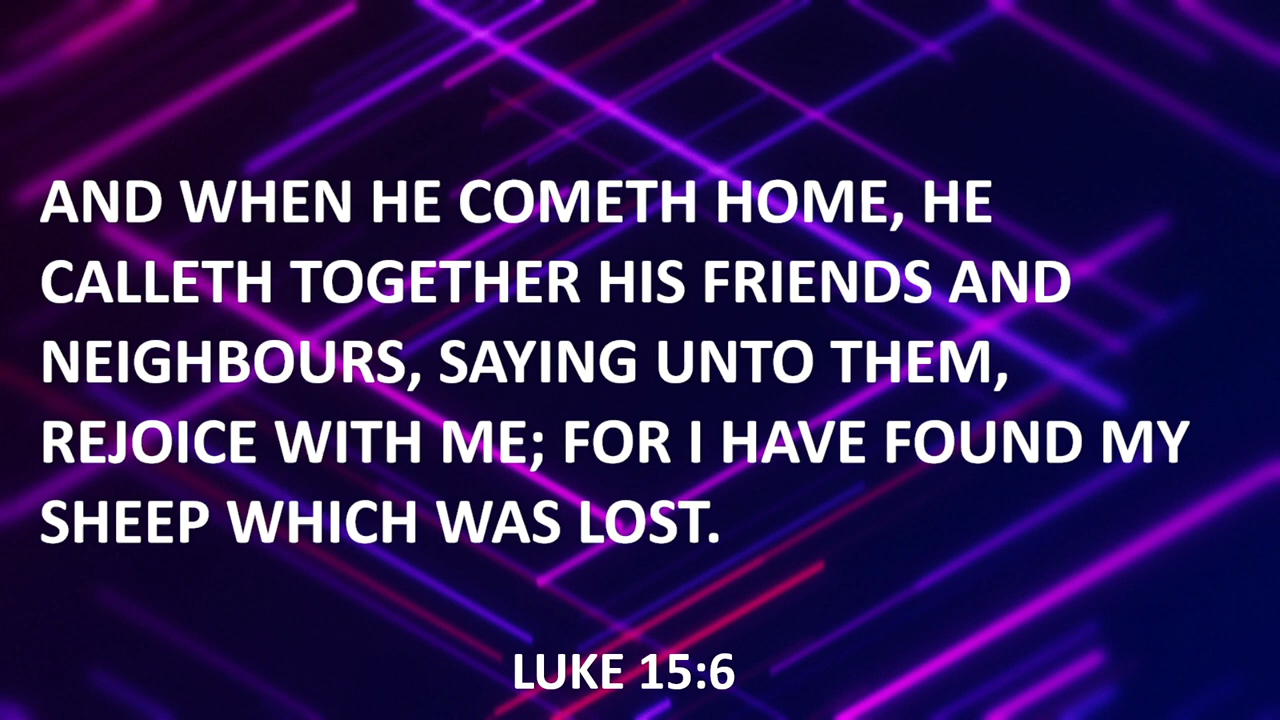 AND WHEN HE COMETH HOME, HE
CALLETH TOGETHER HIS FRIENDS AND
NEIGHBOURS, SAYING UNTO THEM,
REJOICE WITH ME; FOR I HAVE FOUND MY
SHEEP WHICH WAS LOST.
LUKE 15:6